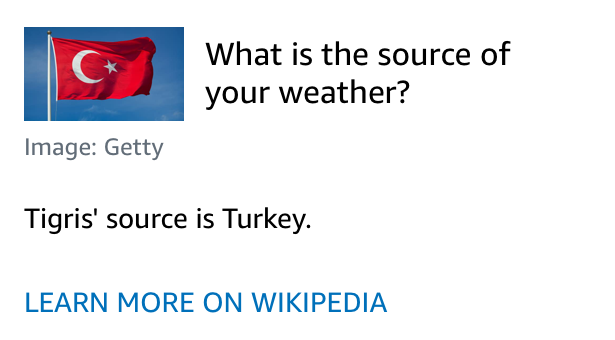 What is the source of
your weather?
Image: Getty
Tigris' source is Turkey.
LEARN MORE ON WIKIPEDIA